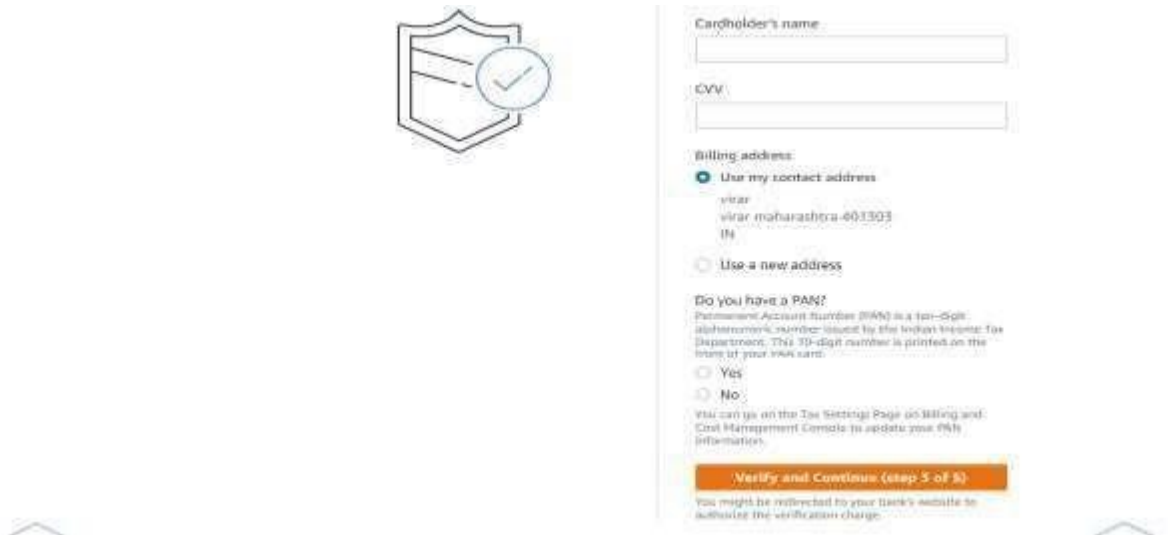 Cardholder's name
CVV
Billing address
Use my contact address
virar
virar maharashtra 401303
IN
Use a new address
Do you have a PAN?
Permanent Account Number (PAN) is a ten-digit
alphanumeric number issued by the Indian Income Tax
Department. This 10-digit number is printed on the
front of your PAN card.
Yes
No
You can go on the Tax Settings Page on Billing and
Cost Management Console to update your PAN
information.
Verify and Continue (step 3 of 5)
You might be redirected to your bank's website to
authorize the verification charge.